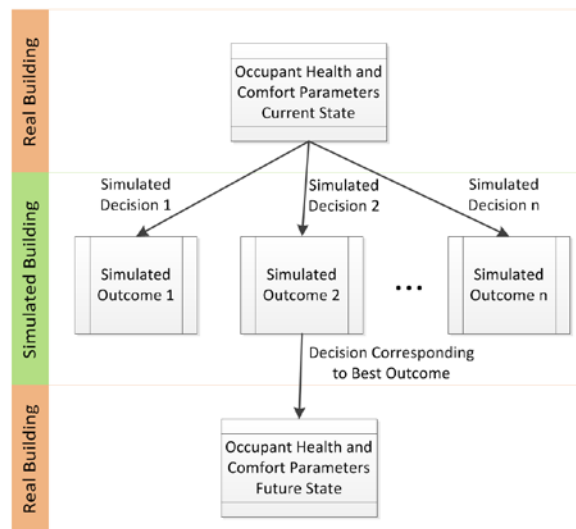 Real Building
Occupant Health and
Comfort Parameters
Current State
Simulated Building
Simulated
Decision 1
Simulated
Decision 2
Simulated
Decision n
Simulated
Outcome 1
Simulated
Outcome 2
...
Simulated
Outcome n
Decision Corresponding
to Best Outcome
Real Building
Occupant Health and
Comfort Parameters
Future State